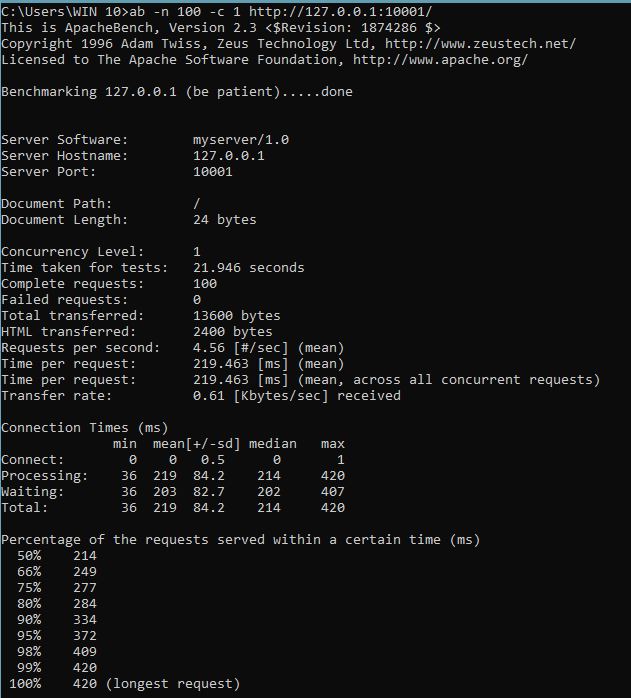 C:\Users\WIN 10>ab -n 100 -c 1 http://127.0.0.1:10001/
This is ApacheBench, Version 2.3 <$Revision: 1874286 $>
Copyright 1996 Adam Twiss, Zeus Technology Ltd, http://www.zeustech.net/
Licensed to The Apache Software Foundation, http://www.apache.org/

Benchmarking 127.0.0.1 (be patient).....done


Server Software:        myserver/1.0
Server Hostname:        127.0.0.1
Server Port:            10001

Document Path:          /
Document Length:        24 bytes

Concurrency Level:      1
Time taken for tests:   21.946 seconds
Complete requests:      100
Failed requests:        0
Total transferred:      13600 bytes
HTML transferred:       2400 bytes
Requests per second:    4.56 [#/sec] (mean)
Time per request:       219.463 [ms] (mean)
Time per request:       219.463 [ms] (mean, across all concurrent requests)
Transfer rate:          0.61 [Kbytes/sec] received

Connection Times (ms)
              min  mean[+/-sd] median   max
Connect:        0    0   0.5      0       1
Processing:    36  219  84.2    214     420
Waiting:       36  203  82.7    202     407
Total:         36  219  84.2    214     420

Percentage of the requests served within a certain time (ms)
  50%    214
  66%    249
  75%    277
  80%    284
  90%    334
  95%    372
  98%    409
  99%    420
 100%    420 (longest request)